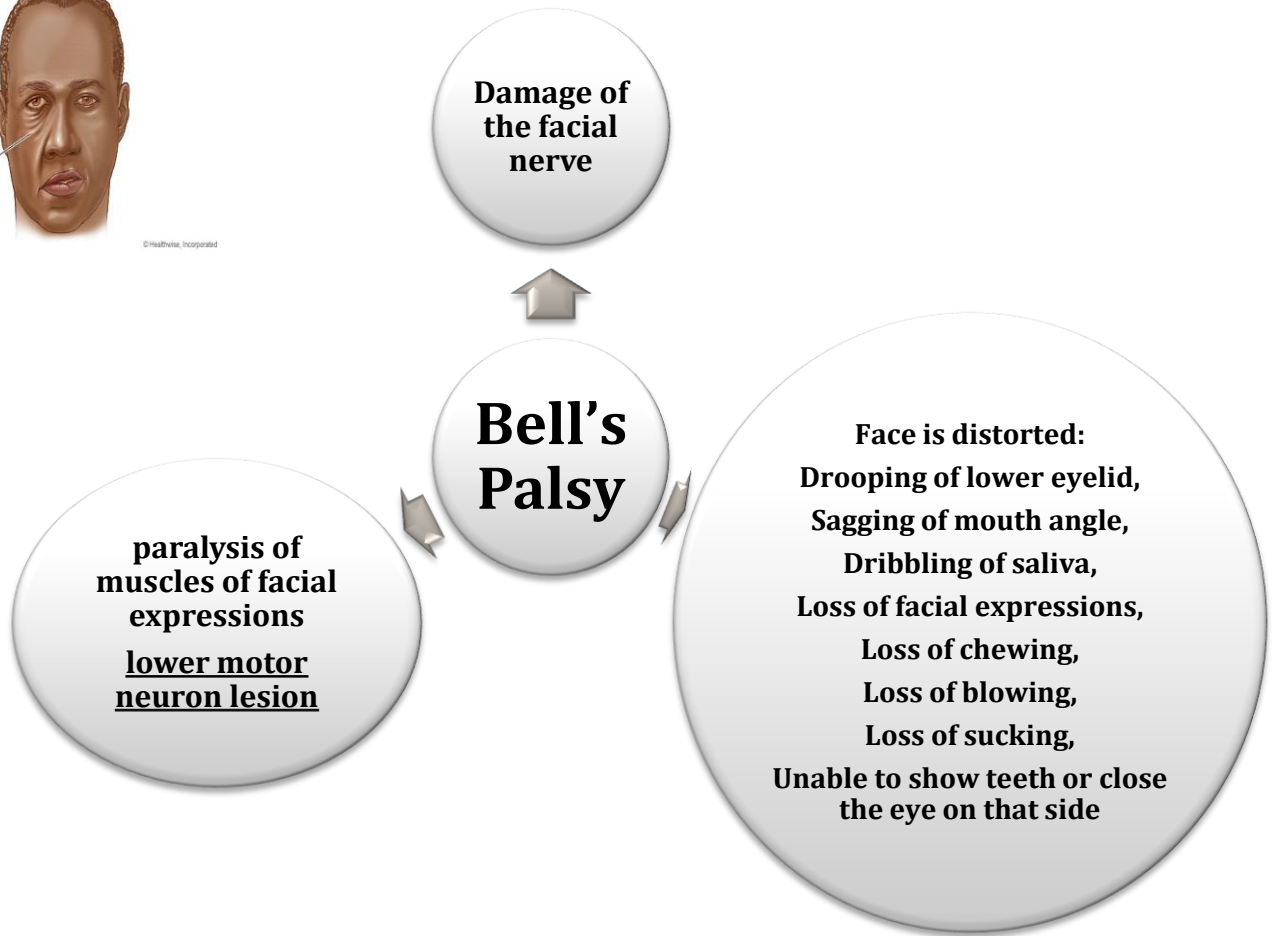 © Healthwise, Incorporated
Damage of
the facial
nerve
Bell's
Palsy
paralysis of
muscles of facial
expressions
lower motor
neuron lesion
Face is distorted:
Drooping of lower eyelid,
Sagging of mouth angle,
Dribbling of saliva,
Loss of facial expressions,
Loss of chewing,
Loss of blowing,
Loss of sucking,
Unable to show teeth or close
the eye on that side